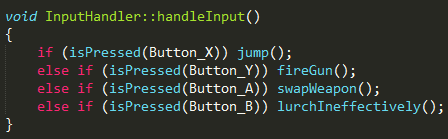 void InputHandler::handleInput()
{
    if (isPressed(Button_X)) jump();
    else if (isPressed(Button_Y)) fireGun();
    else if (isPressed(Button_A)) swapWeapon();
    else if (isPressed(Button_B)) lurchIneffectively();
}